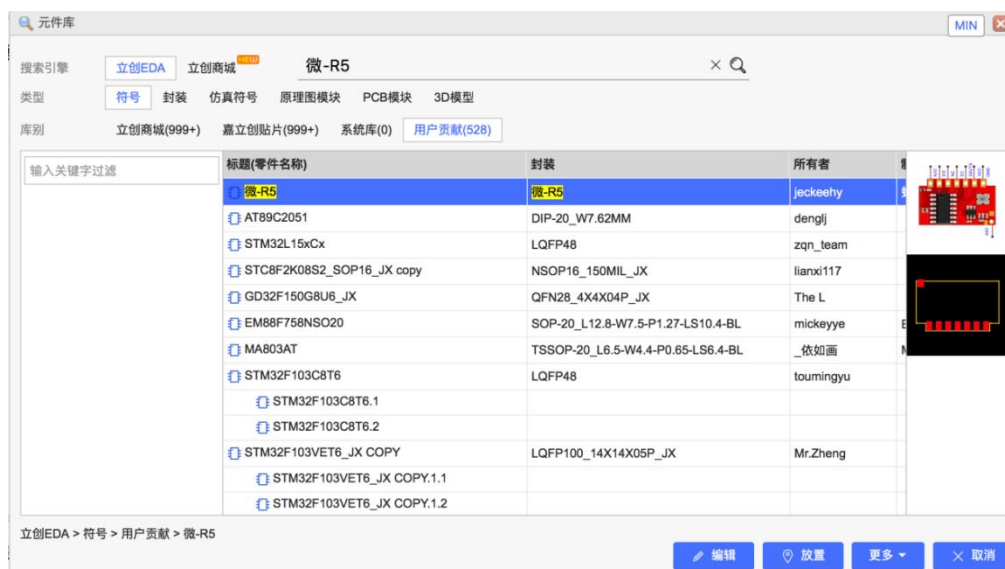 元件库 MIN
搜索引擎 立创EDA 立创商城 NEW 微-R5
类型 符号 封装 仿真符号 原理图模块 PCB模块 3D模型
库别 立创商城(999+) 嘉立创贴片(999+) 系统库(0) 用户贡献(528)
输入关键字过滤
标题(零件名称) 封装 所有者
微-R5 微-R5 jeckeehy
AT89C2051 DIP-20_W7.62MM denglj
STM32L15xCx LQFP48 zqn_team
STC8F2K08S2_SOP16_JX copy NSOP16_150MIL_JX lianxi117
GD32F150G8U6_JX QFN28_4X4X04P_JX The L
EM88F758NSO20 SOP-20_L12.8-W7.5-P1.27-LS10.4-BL mickeyye
MA803AT TSSOP-20_L6.5-W4.4-P0.65-LS6.4-BL _依如画
STM32F103C8T6 LQFP48 toumingyu
STM32F103C8T6.1
STM32F103C8T6.2
STM32F103VET6_JX COPY LQFP100_14X14X05P_JX Mr.Zheng
STM32F103VET6_JX COPY.1.1
STM32F103VET6_JX COPY.1.2
立创EDA > 符号 > 用户贡献 > 微-R5
编辑 放置 更多 取消